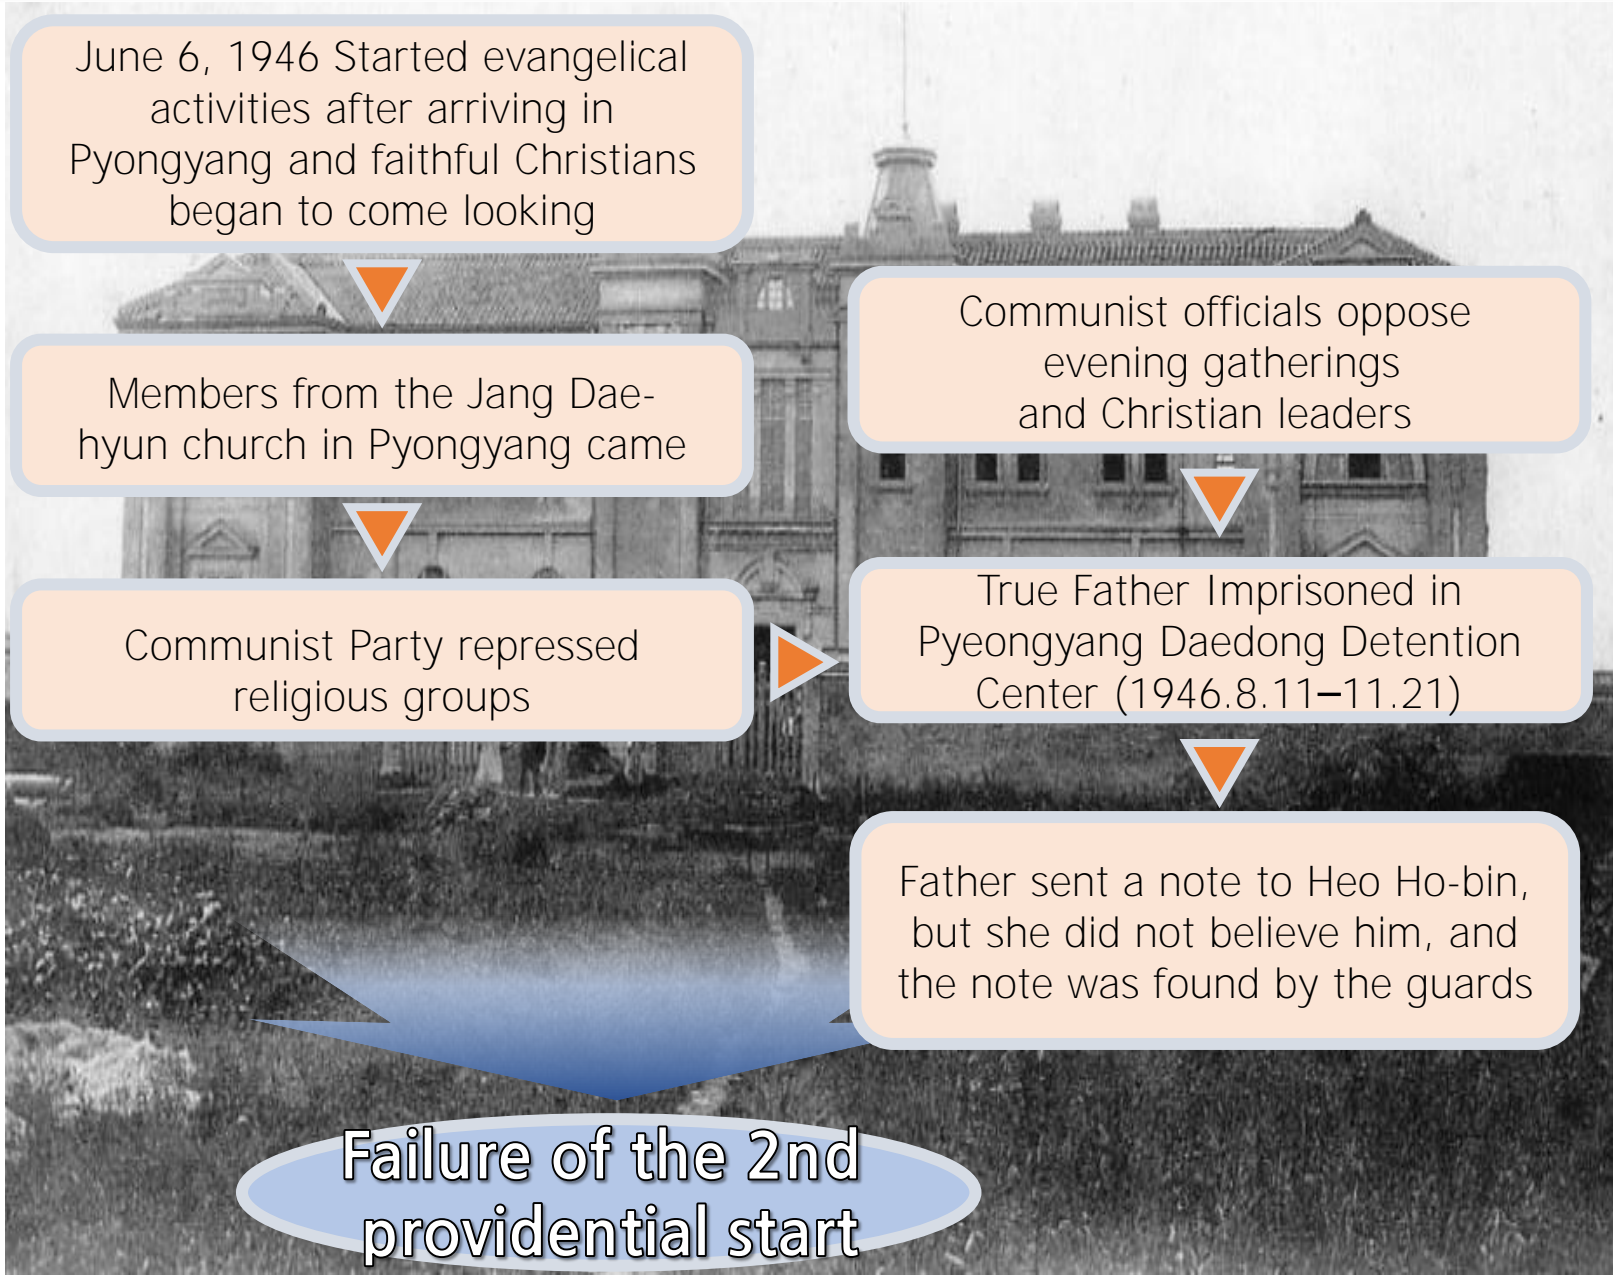 June 6, 1946 Started evangelical
activities after arriving in
Pyongyang and faithful Christians
began to come looking
Members from the Jang Dae-
hyun church in Pyongyang came
Communist Party repressed
religious groups
Communist officials oppose
evening gatherings
and Christian leaders
True Father Imprisoned in
Pyeongyang Daedong Detention
Center (1946.8.11–11.21)
Father sent a note to Heo Ho-bin,
but she did not believe him, and
the note was found by the guards
Failure of the 2nd
providential start